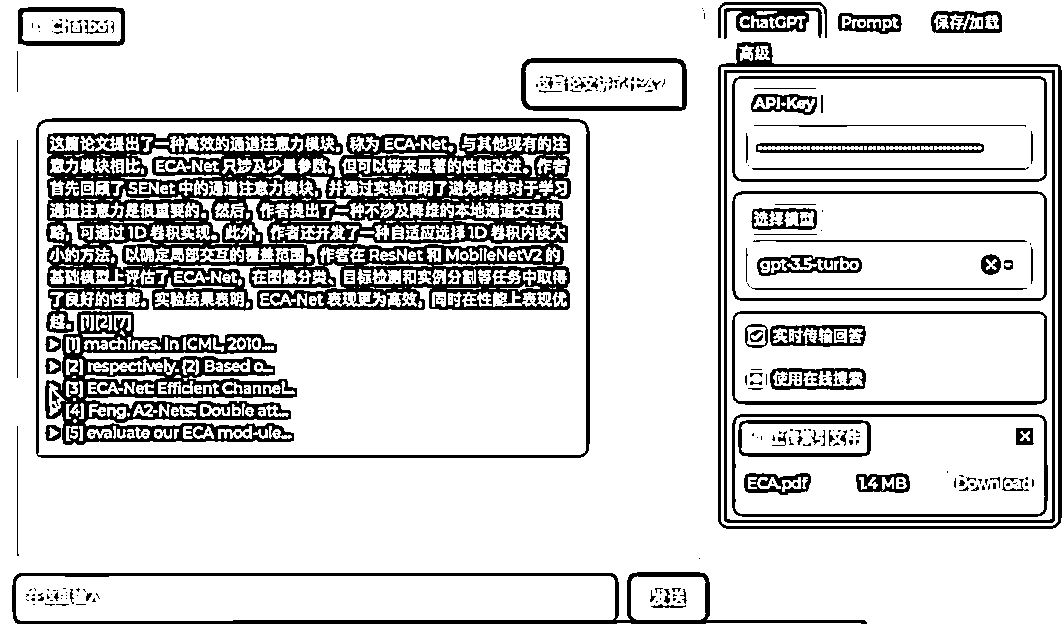 Chatbot
这篇论文讲了什么?
这篇论文提出了一种高效的通道注意力模块，称为 ECA-Net。与其他现有的注
意力模块相比，ECA-Net 只涉及少量参数，但可以带来显著的性能改进。作者
首先回顾了 SENet 中的通道注意力模块，并通过实验证明了避免降维对于学习
通道注意力是很重要的。然后，作者提出了一种不涉及降维的本地通道交互策
略，可通过 1D 卷积实现。此外，作者还开发了一种自适应选择 1D 卷积内核大
小的方法，以确定局部交互的覆盖范围。作者在 ResNet 和 MobileNetV2 的
基础模型上评估了 ECA-Net，在图像分类、目标检测和实例分割等任务中取得
了良好的性能。实验结果表明，ECA-Net 表现更为高效，同时在性能上表现优
越。[1][2][7]
[1] machines. In ICML, 2010....
[2] respectively. (2) Based o...
[3] ECA-Net: Efficient Channel...
[4] Feng. A2-Nets: Double att...
[5] evaluate our ECA mod-ule...
在这里输入
发送
ChatGPT
Prompt
保存/加载
高级
API-Key
选择模型
gpt-3.5-turbo
实时传输回答
使用在线搜索
上传索引文件
ECA.pdf
1.4 MB
Download